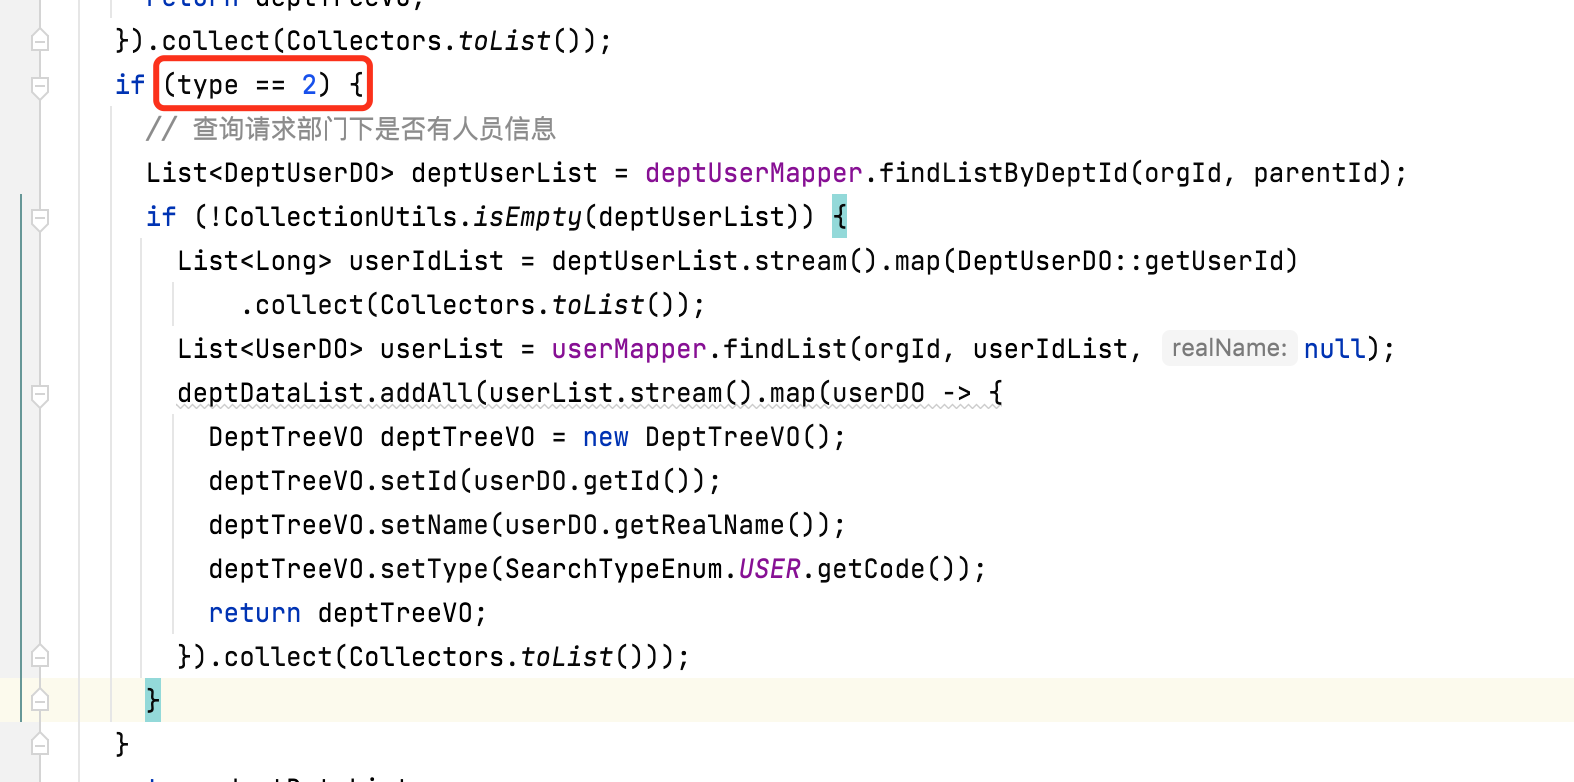 return deptTreeVO;
}).collect(Collectors.toList());
if (type == 2) {
// 查询请求部门下是否有人员信息
List<DeptUserDO> deptUserList = deptUserMapper.findListByDeptId(orgId, parentId);
if (!CollectionUtils.isEmpty(deptUserList)) {
List<Long> userIdList = deptUserList.stream().map(DeptUserDO::getUserId)
.collect(Collectors.toList());
List<UserDO> userList = userMapper.findList(orgId, userIdList, realName: null);
deptDataList.addAll(userList.stream().map(userDO -> {
DeptTreeVO deptTreeVO = new DeptTreeVO();
deptTreeVO.setId(userDO.getId());
deptTreeVO.setName(userDO.getRealName());
deptTreeVO.setType(SearchTypeEnum.USER.getCode());
return deptTreeVO;
}).collect(Collectors.toList()));
}
}